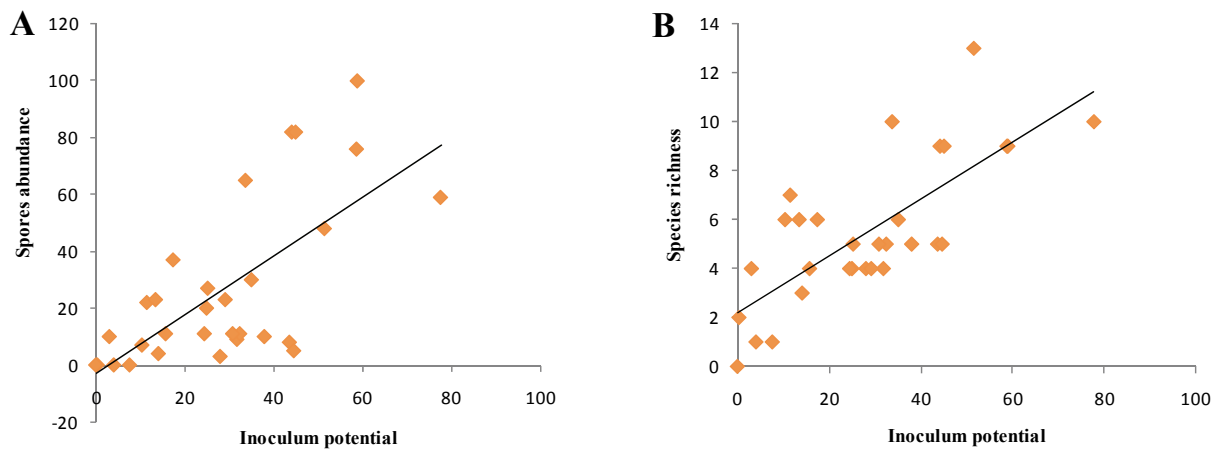 A
Spores abundance
120
100
80
60
40
20
0
-20
0 20 40 60 80 100
Inoculum potential
B
Species richness
14
12
10
8
6
4
2
0
0 20 40 60 80 100
Inoculum potential